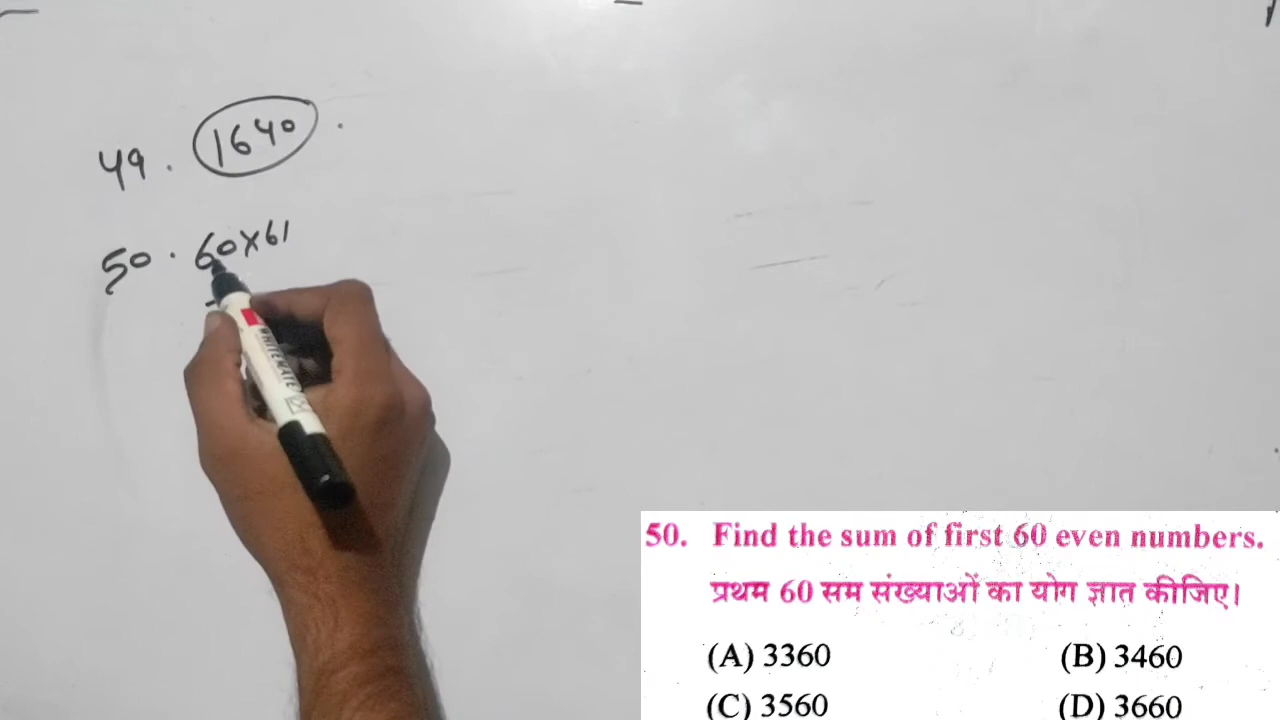 49. 1640.
50. 60×61
WHITEMATE
50. Find the sum of first 60 even numbers.
प्रथम 60 सम संख्याओं का योग ज्ञात कीजिए।
(A) 3360 (B) 3460
(C) 3560 (D) 3660